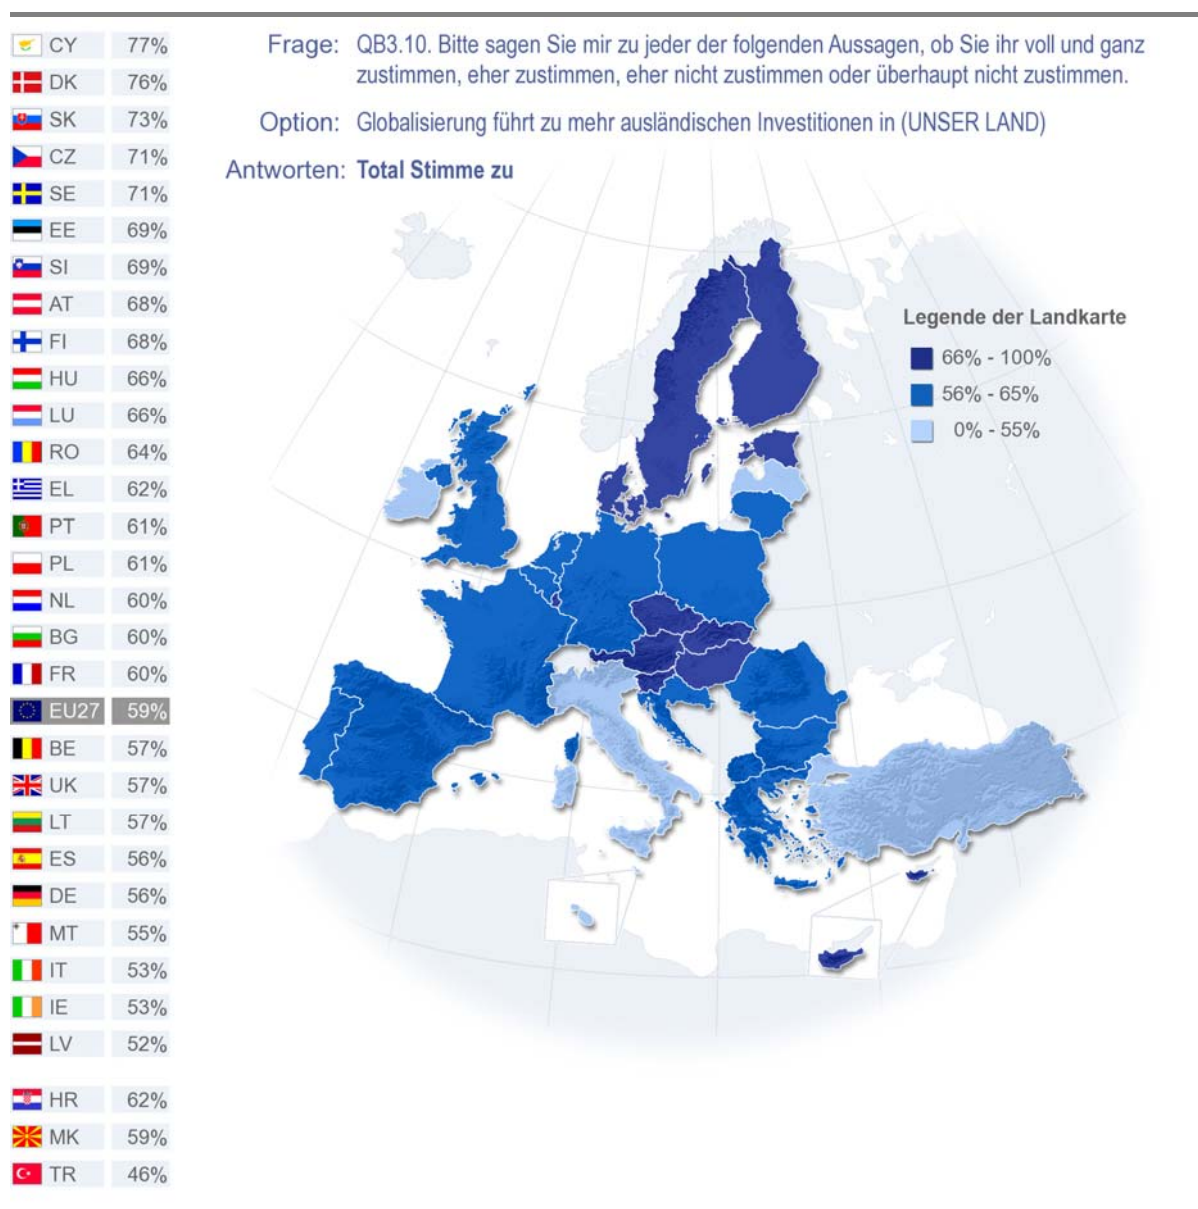 Frage: QB3.10. Bitte sagen Sie mir zu jeder der folgenden Aussagen, ob Sie ihr voll und ganz
zustimmen, eher zustimmen, eher nicht zustimmen oder überhaupt nicht zustimmen.
Option: Globalisierung führt zu mehr ausländischen Investitionen in (UNSER LAND)
Antworten: Total Stimme zu
CY 77%
DK 76%
SK 73%
CZ 71%
SE 71%
EE 69%
SI 69%
AT 68%
FI 68%
HU 66%
LU 66%
RO 64%
EL 62%
PT 61%
PL 61%
NL 60%
BG 60%
FR 60%
EU27 59%
BE 57%
UK 57%
LT 57%
ES 56%
DE 56%
MT 55%
IT 53%
IE 53%
LV 52%
HR 62%
MK 59%
TR 46%
Legende der Landkarte
66% - 100%
56% - 65%
0% - 55%